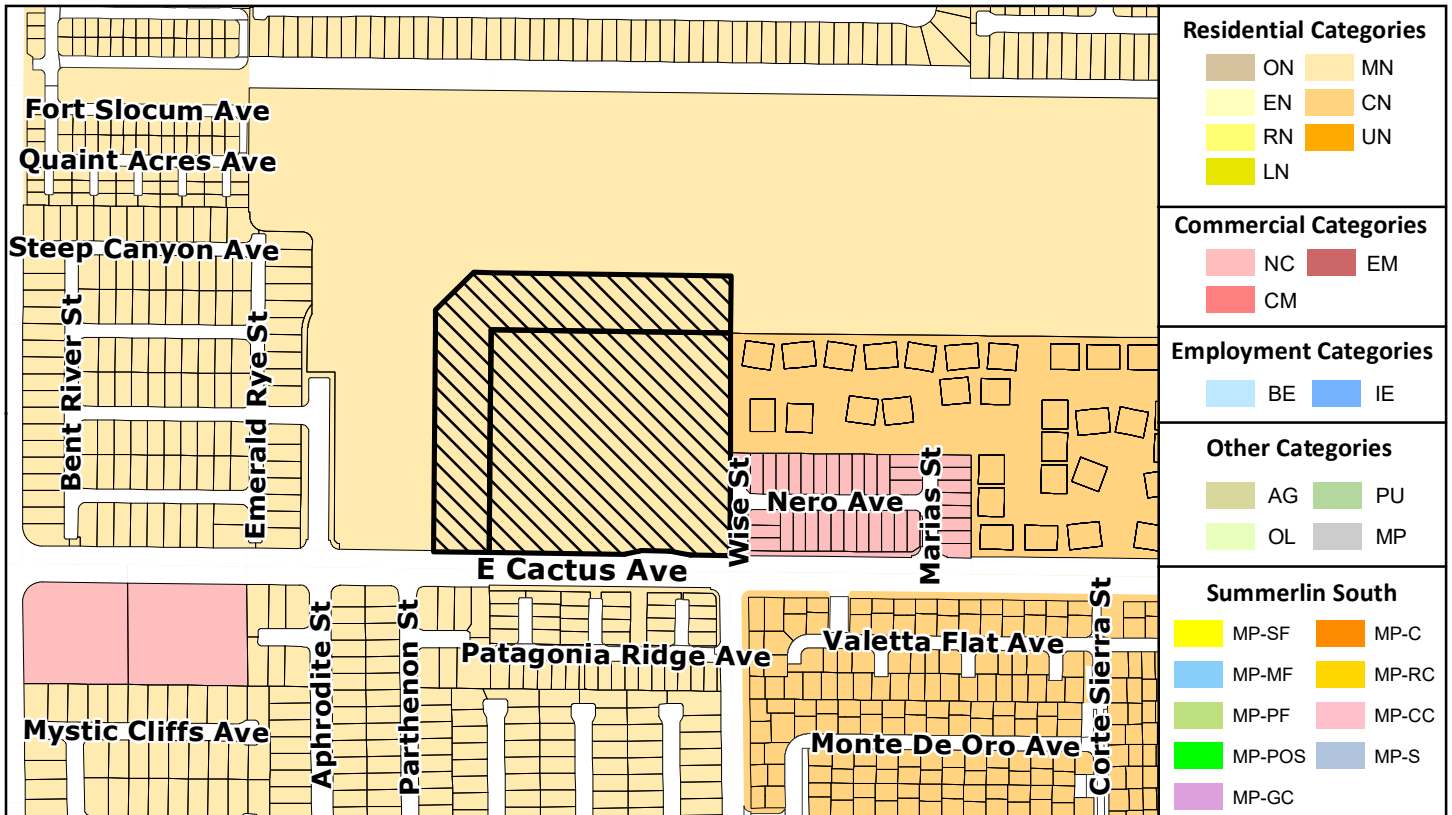 Fort Slocum Ave
Quaint Acres Ave
Steep Canyon Ave
Bent River St
Emerald Rye St
Wise St
Nero Ave
Marias St
E Cactus Ave
Aphrodite St
Parthenon St
Patagonia Ridge Ave
Valetta Flat Ave
Corte Sierra St
Mystic Cliffs Ave
Monte De Oro Ave
Residential Categories
ON MN
EN CN
RN UN
LN
Commercial Categories
NC EM
CM
Employment Categories
BE IE
Other Categories
AG PU
OL MP
Summerlin South
MP-SF MP-C
MP-MF MP-RC
MP-PF MP-CC
MP-POS MP-S
MP-GC